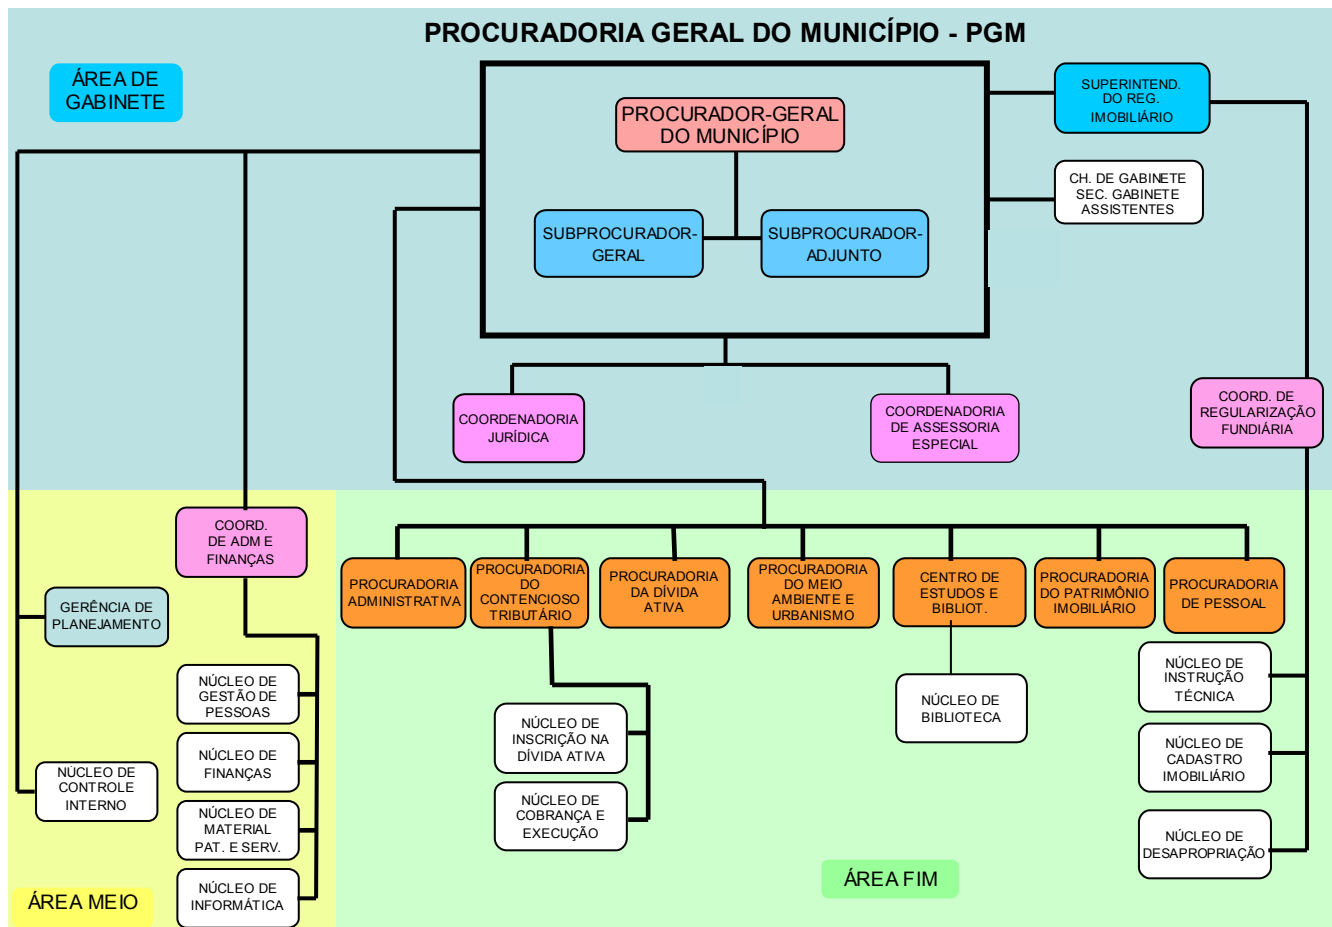 PROCURADORIA GERAL DO MUNICÍPIO - PGM
ÁREA DE
GABINETE
PROCURADOR-GERAL
DO MUNICÍPIO
SUBPROCURADOR-
GERAL
SUBPROCURADOR-
ADJUNTO
SUPERINTEND.
DO REG.
IMOBILIÁRIO
CH. DE GABINETE
SEC. GABINETE
ASSISTENTES
COORDENADORIA
JURÍDICA
COORDENADORIA
DE ASSESSORIA
ESPECIAL
COORD. DE
REGULARIZAÇÃO
FUNDIÁRIA
COORD.
DE ADM E
FINANÇAS
GERÊNCIA DE
PLANEJAMENTO
NÚCLEO DE
GESTÃO DE
PESSOAS
NÚCLEO DE
FINANÇAS
NÚCLEO DE
CONTROLE
INTERNO
NÚCLEO DE
MATERIAL
PAT. E SERV.
NÚCLEO DE
INFORMÁTICA
ÁREA MEIO
PROCURADORIA
ADMINISTRATIVA
PROCURADORIA
DO
CONTENCIOSO
TRIBUTÁRIO
PROCURADORIA
DA DÍVIDA
ATIVA
PROCURADORIA
DO MEIO
AMBIENTE E
URBANISMO
CENTRO DE
ESTUDOS E
BIBLIOT.
PROCURADORIA
DO PATRIMÔNIO
IMOBILIÁRIO
PROCURADORIA
DE PESSOAL
NÚCLEO DE
INSCRIÇÃO NA
DÍVIDA ATIVA
NÚCLEO DE
COBRANÇA E
EXECUÇÃO
NÚCLEO DE
BIBLIOTECA
NÚCLEO DE
INSTRUÇÃO
TÉCNICA
NÚCLEO DE
CADASTRO
IMOBILIÁRIO
NÚCLEO DE
DESAPROPRIAÇÃO
ÁREA FIM